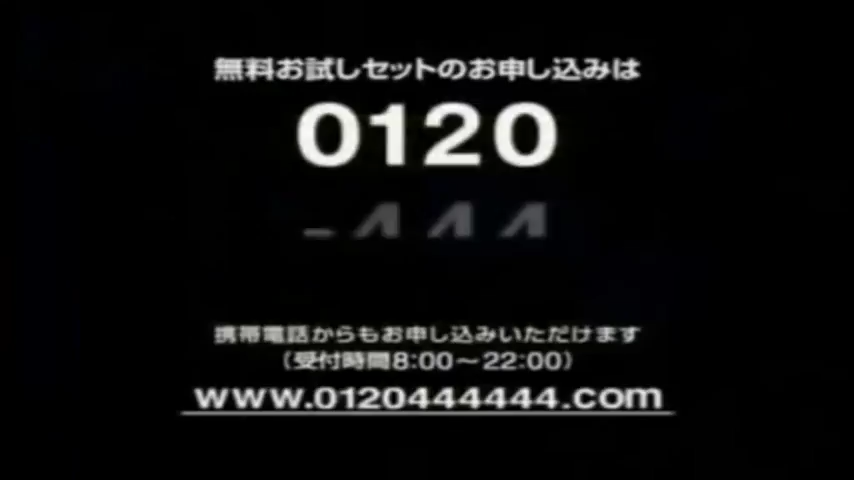 無料お試しセットのお申し込みは
0120
-444
携帯電話からもお申し込みいただけます
(受付時間8:00〜22:00)
www.0120444444.com